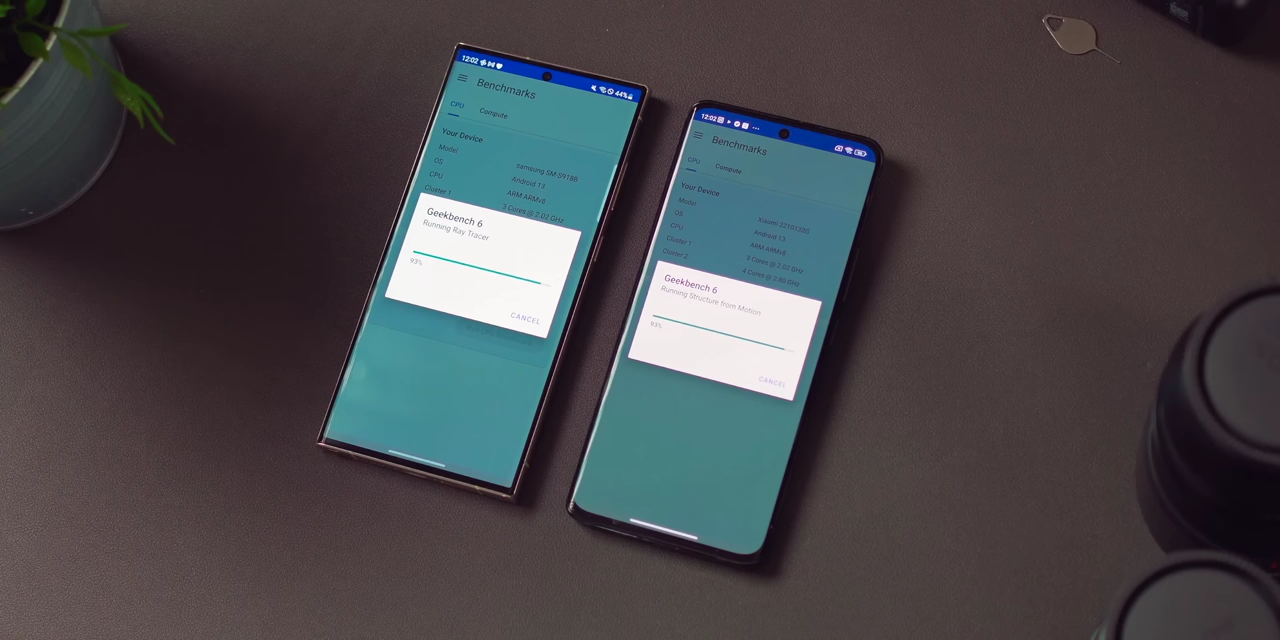 12:02
44%
Benchmarks
CPU Compute
Your Device
Model samsung SM-S918B
OS Android 13
CPU ARM ARMv8
Cluster 1 3 Cores @ 2.02 GHz
Geekbench 6
Running Ray Tracer
93%
CANCEL
12:02
Benchmarks
CPU Compute
Your Device
Model
OS Android 13
CPU ARM ARMv8
Cluster 1 3 Cores @ 2.02 GHz
Cluster 2 4 Cores @ 2.80 GHz
Geekbench 6
Running Structure from Motion
93%
CANCEL